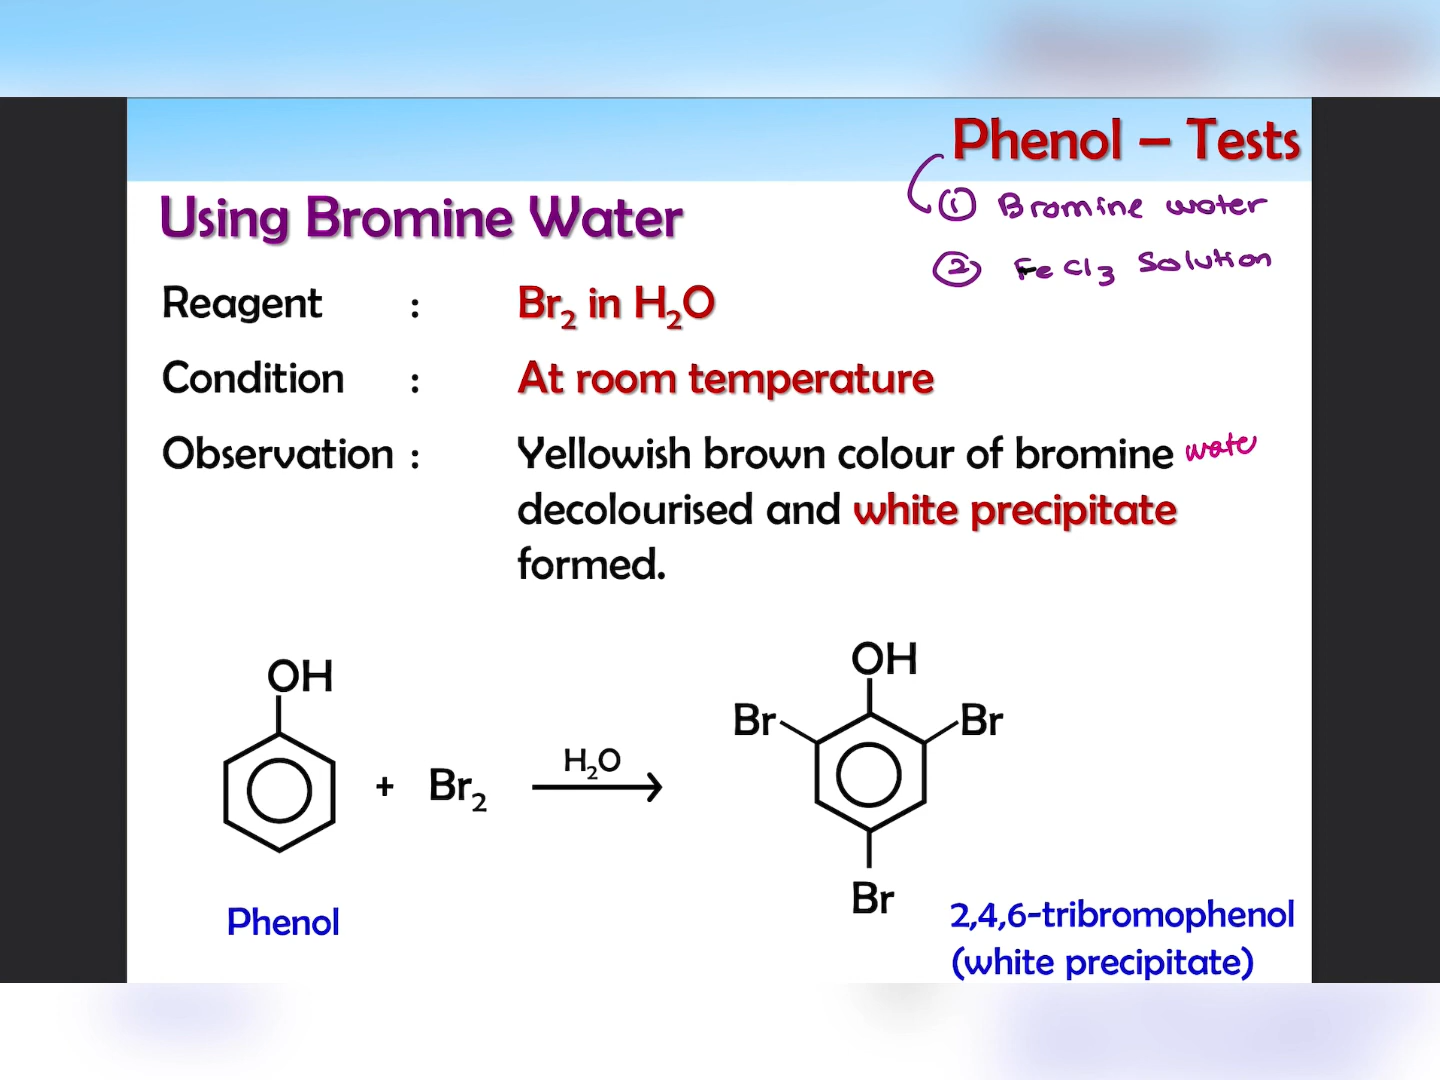 Phenol – Tests
① Bromine water
② FeCl3 Solution
Using Bromine Water
Reagent : Br2 in H2O
Condition : At room temperature
Observation : Yellowish brown colour of bromine water
decolourised and white precipitate
formed.
OH
+ Br2
H2O
OH
Br
Br
Br
Phenol
2,4,6-tribromophenol
(white precipitate)